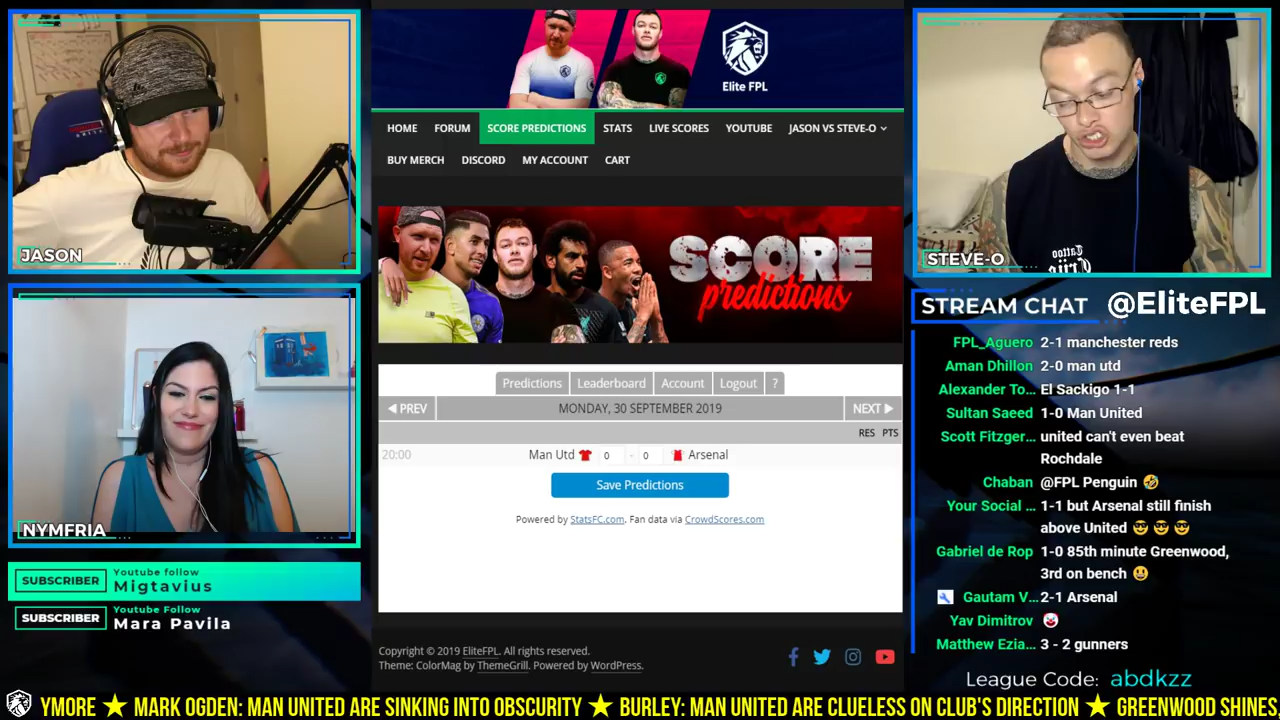 JASON
NYMFRIA
SUBSCRIBER
Youtube follow
Migtavius
SUBSCRIBER
Youtube Follow
Mara Pavila
Elite FPL
HOME FORUM SCORE PREDICTIONS STATS LIVE SCORES YOUTUBE JASON VS STEVE-O
BUY MERCH DISCORD MY ACCOUNT CART
SCORE
predictions
Predictions Leaderboard Account Logout ?
PREV MONDAY, 30 SEPTEMBER 2019 NEXT
RES PTS
20:00 Man Utd 0 - 0 Arsenal
Save Predictions
Powered by StatsFC.com. Fan data via CrowdScores.com
Copyright © 2019 EliteFPL. All rights reserved.
Theme: ColorMag by ThemeGrill. Powered by WordPress.
STEVE-O
STREAM CHAT @EliteFPL
FPL_Aguero 2-1 manchester reds
Aman Dhillon 2-0 man utd
Alexander To... El Sackigo 1-1
Sultan Saeed 1-0 Man United
Scott Fitzger... united can't even beat
Rochdale
Chaban @FPL Penguin 🤣
Your Social ... 1-1 but Arsenal still finish
above United 😎 😎 😎
Gabriel de Rop 1-0 85th minute Greenwood,
3rd on bench 😃
Gautam V... 2-1 Arsenal
Yav Dimitrov 🤡
Matthew Ezia... 3 - 2 gunners
League Code: abdkzz
YMORE ★ MARK OGDEN: MAN UNITED ARE SINKING INTO OBSCURITY ★ BURLEY: MAN UNITED ARE CLUELESS ON CLUB'S DIRECTION ★ GREENWOOD SHINES,